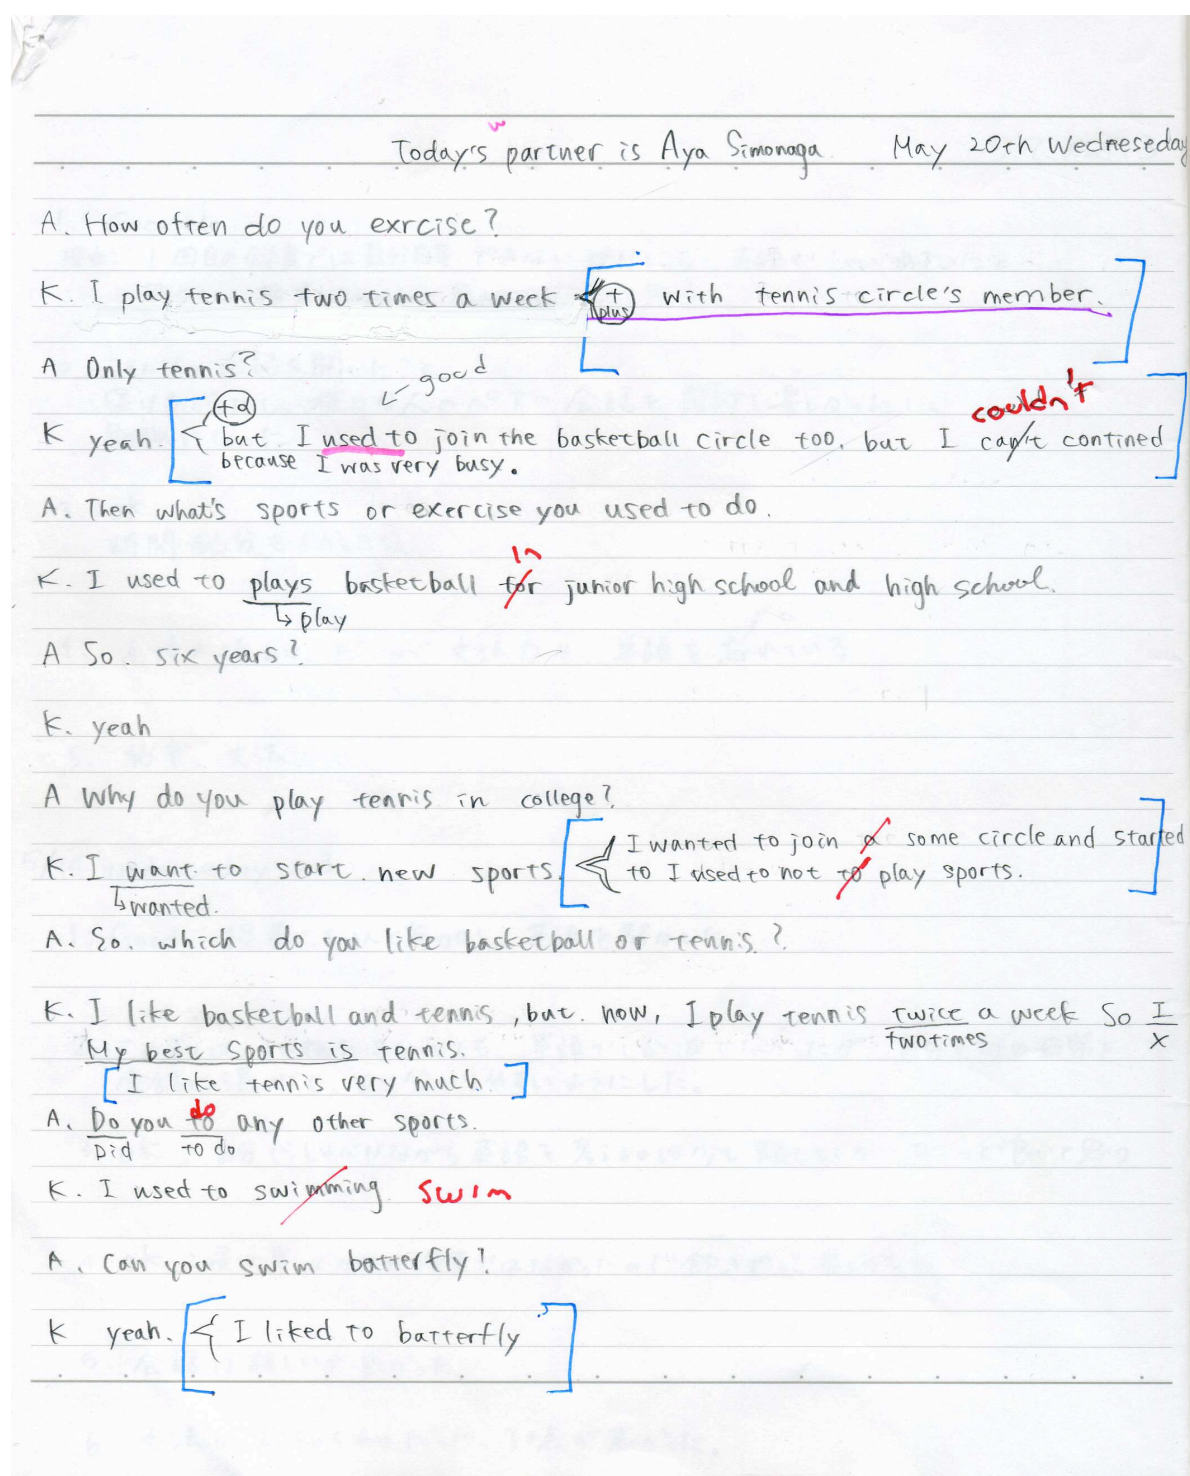 Today's partner is Aya Simonaga May 20th Wedneseday
A. How often do you exrcise?
K. I play tennis two times a week + plus with tennis circle's member.
A Only tennis?
good
couldn't
K yeah. +α but I used to join the basketball circle too, but I can't contined
because I was very busy.
A. Then what's sports or exercise you used to do.
In
K. I used to plays basketball for junior high school and high school.
↳ play
A So. six years?
K. yeah
A Why do you play tennis in college?
I wanted to join a some circle and started
K. I want to start new sports. to I used to not to play sports.
↳ wanted.
A. So. which do you like basketball or tennis?
K. I like basketball and tennis, but now, I play tennis twice a week So I
twotimes x
My best sports is tennis.
[I like tennis very much.]
do
A. Do you to any other sports.
Did to do
K. I used to swimming swim
A. Can you swim batterfly?
K yeah. I liked to batterfly